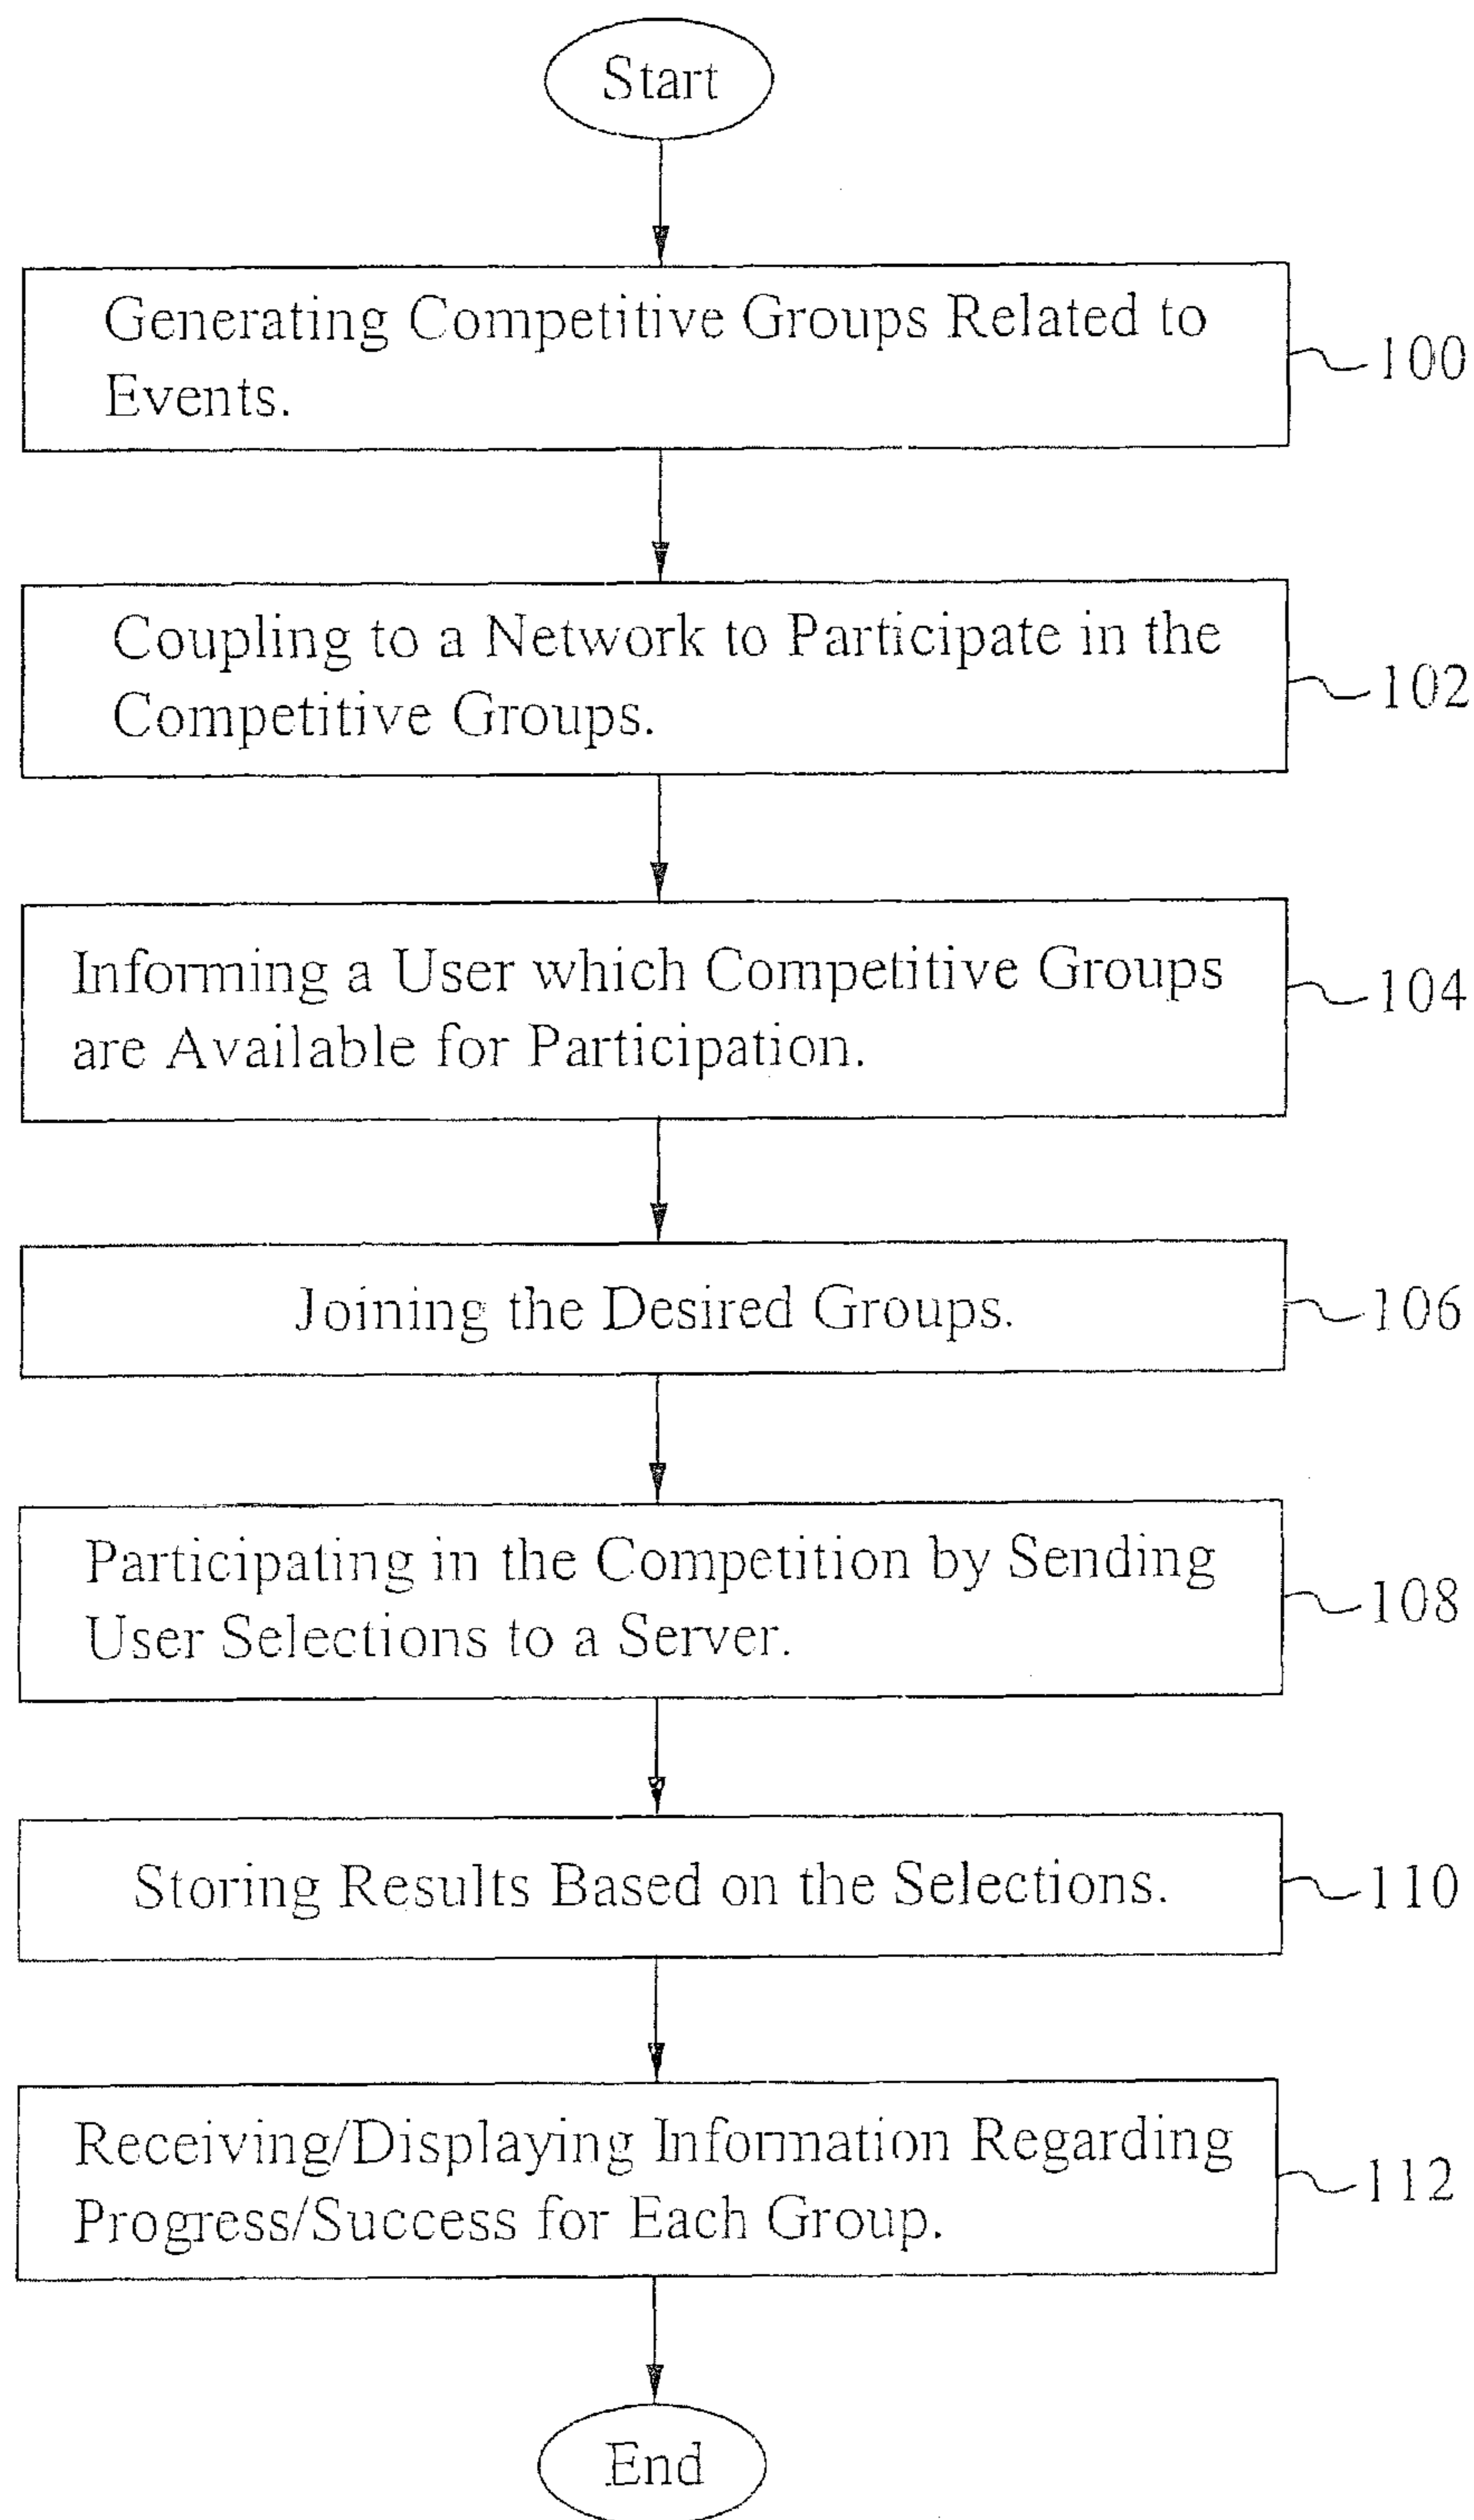 Start
Generating Competitive Groups Related to
Events.
100
Coupling to a Network to Participate in the
Competitive Groups.
102
Informing a User which Competitive Groups
are Available for Participation.
104
Joining the Desired Groups.
106
Participating in the Competition by Sending
User Selections to a Server.
108
Storing Results Based on the Selections.
110
Receiving/Displaying Information Regarding
Progress/Success for Each Group.
112
End